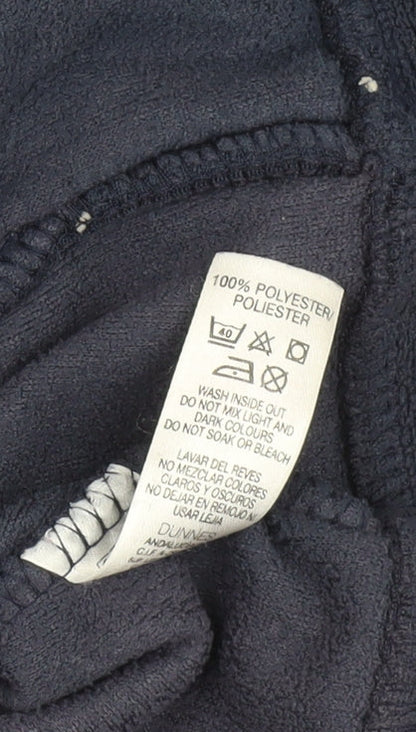 100% POLYESTER/
POLIESTER
40
WASH INSIDE OUT
DO NOT MIX LIGHT AND
DARK COLOURS
DO NOT SOAK OR BLEACH
LAVAR DEL REVES
NO MEZCLAR COLORES
CLAROS Y OSCUROS
NO DEJAR EN REMOJO NI
USAR LEJIA
DUNNES
C.I.F.